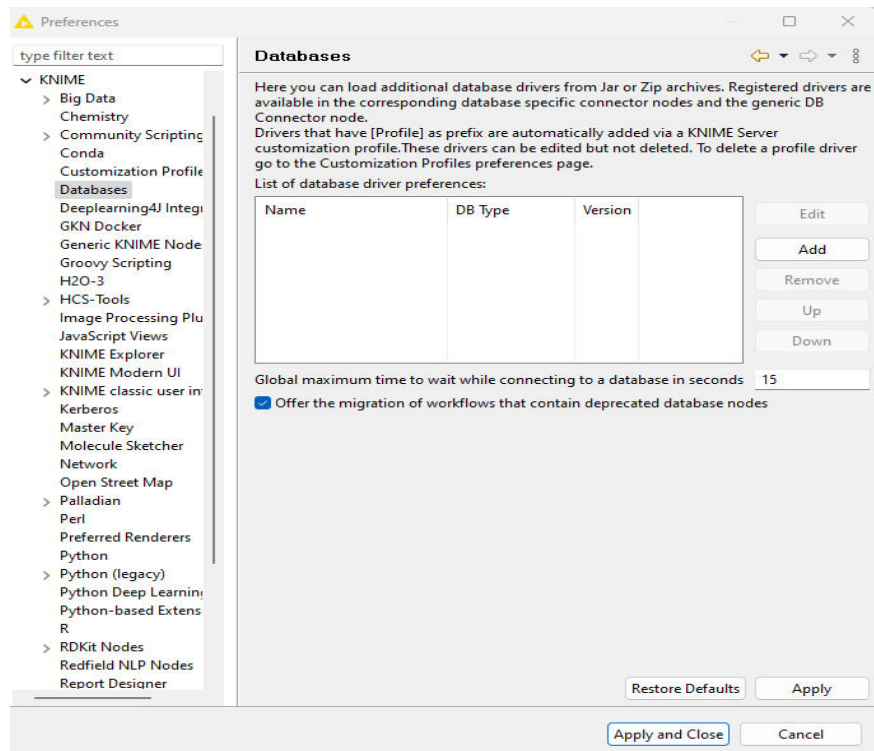 Preferences
type filter text
KNIME
Big Data
Chemistry
Community Scripting
Conda
Customization Profile
Databases
Deeplearning4J Integr
GKN Docker
Generic KNIME Node
Groovy Scripting
H2O-3
HCS-Tools
Image Processing Plu
JavaScript Views
KNIME Explorer
KNIME Modern UI
KNIME classic user in
Kerberos
Master Key
Molecule Sketcher
Network
Open Street Map
Palladian
Perl
Preferred Renderers
Python
Python (legacy)
Python Deep Learning
Python-based Extens
R
RDKit Nodes
Redfield NLP Nodes
Report Designer
Databases
Here you can load additional database drivers from Jar or Zip archives. Registered drivers are
available in the corresponding database specific connector nodes and the generic DB
Connector node.
Drivers that have [Profile] as prefix are automatically added via a KNIME Server
customization profile.These drivers can be edited but not deleted. To delete a profile driver
go to the Customization Profiles preferences page.
List of database driver preferences:
Name DB Type Version
Edit
Add
Remove
Up
Down
Global maximum time to wait while connecting to a database in seconds 15
Offer the migration of workflows that contain deprecated database nodes
Restore Defaults Apply
Apply and Close Cancel